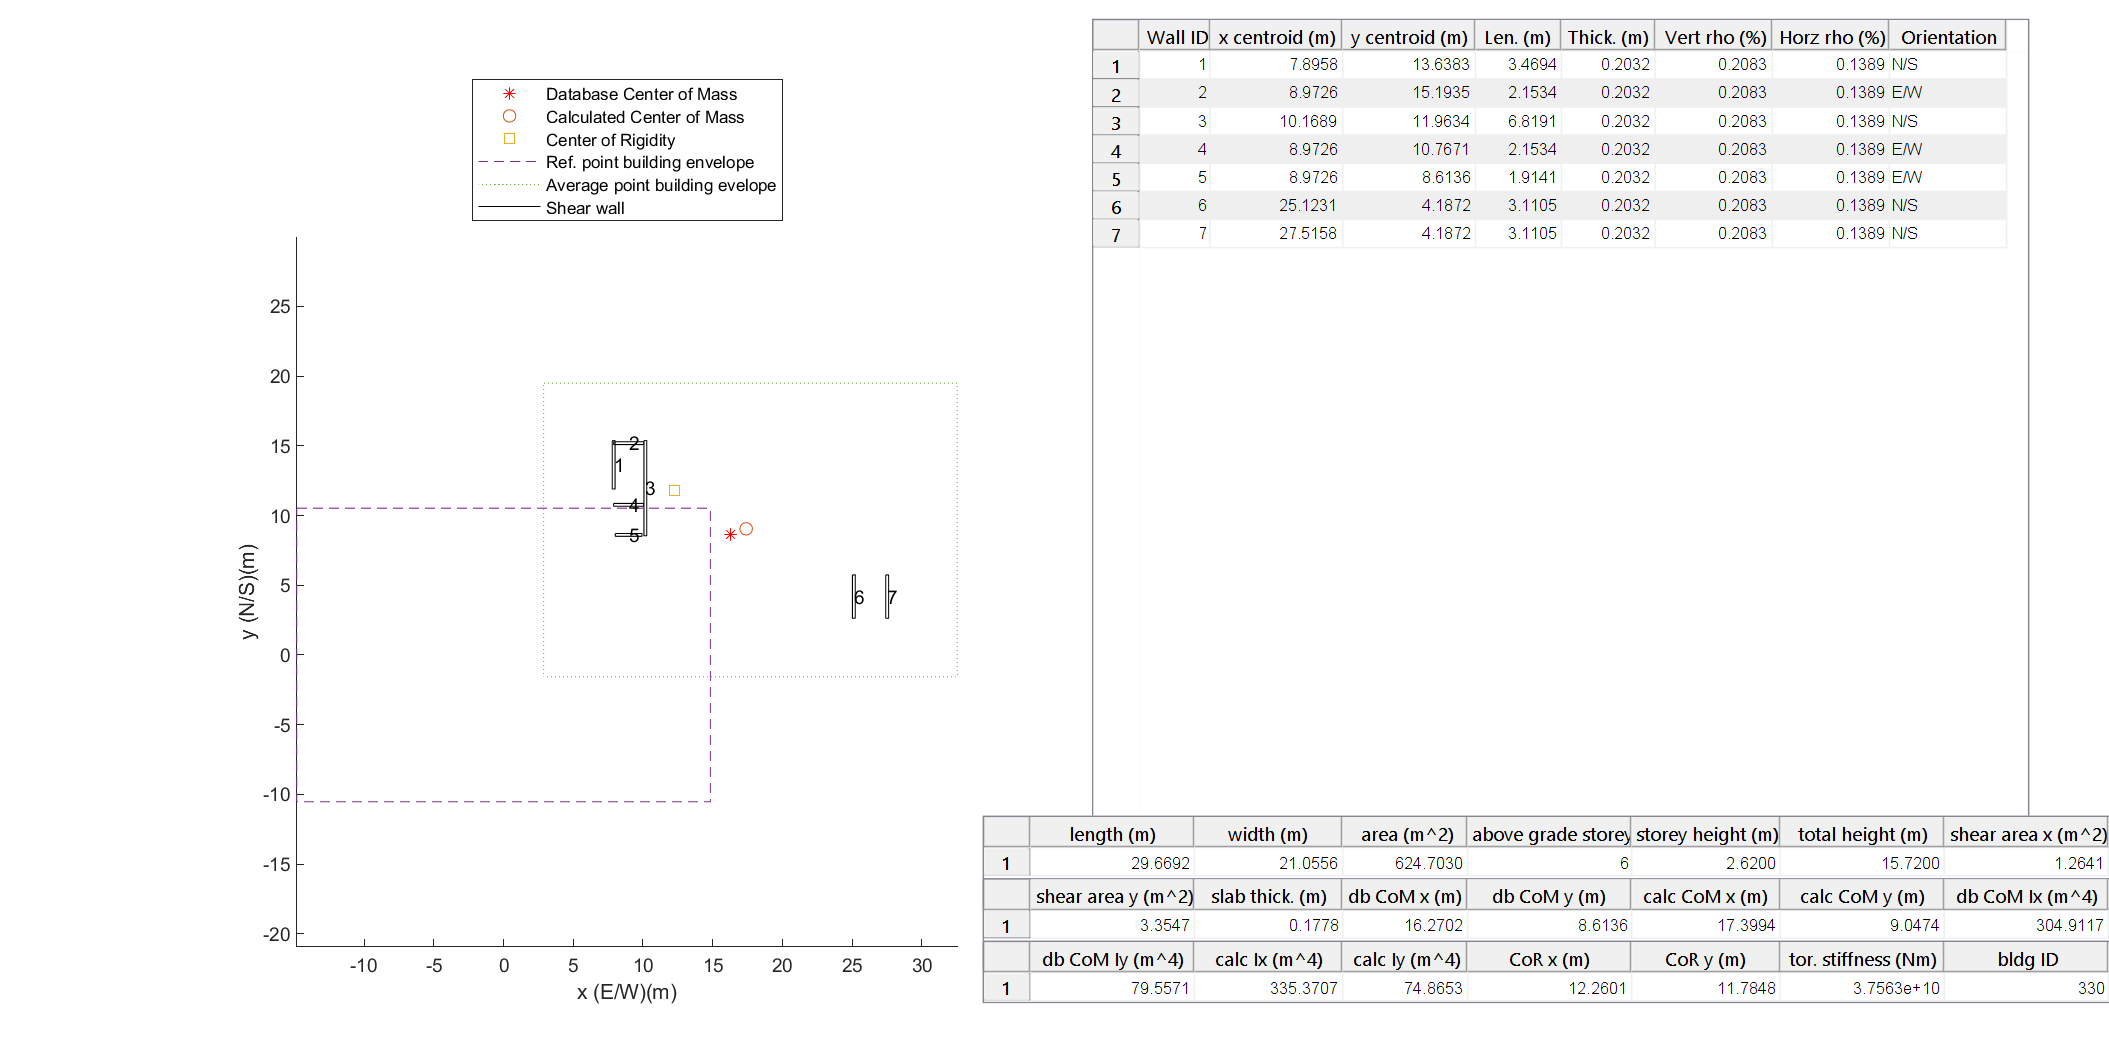 Database Center of Mass
Calculated Center of Mass
Center of Rigidity
Ref. point building envelope
Average point building evelope
Shear wall
25
20
15
10
5
0
-5
-10
-15
-20
y (N/S)(m)
-10 -5 0 5 10 15 20 25 30
x (E/W)(m)
2
1
3
4
5
6 7
Wall ID x centroid (m) y centroid (m) Len. (m) Thick. (m) Vert rho (%) Horz rho (%) Orientation
1 1 7.8958 13.6383 3.4694 0.2032 0.2083 0.1389 N/S
2 2 8.9726 15.1935 2.1534 0.2032 0.2083 0.1389 E/W
3 3 10.1689 11.9634 6.8191 0.2032 0.2083 0.1389 N/S
4 4 8.9726 10.7671 2.1534 0.2032 0.2083 0.1389 E/W
5 5 8.9726 8.6136 1.9141 0.2032 0.2083 0.1389 E/W
6 6 25.1231 4.1872 3.1105 0.2032 0.2083 0.1389 N/S
7 7 27.5158 4.1872 3.1105 0.2032 0.2083 0.1389 N/S
length (m) width (m) area (m^2) above grade storey storey height (m) total height (m) shear area x (m^2)
1 29.6692 21.0556 624.7030 6 2.6200 15.7200 1.2641
shear area y (m^2) slab thick. (m) db CoM x (m) db CoM y (m) calc CoM x (m) calc CoM y (m) db CoM Ix (m^4)
1 3.3547 0.1778 16.2702 8.6136 17.3994 9.0474 304.9117
db CoM Iy (m^4) calc Ix (m^4) calc Iy (m^4) CoR x (m) CoR y (m) tor. stiffness (Nm) bldg ID
1 79.5571 335.3707 74.8653 12.2601 11.7848 3.7563e+10 330